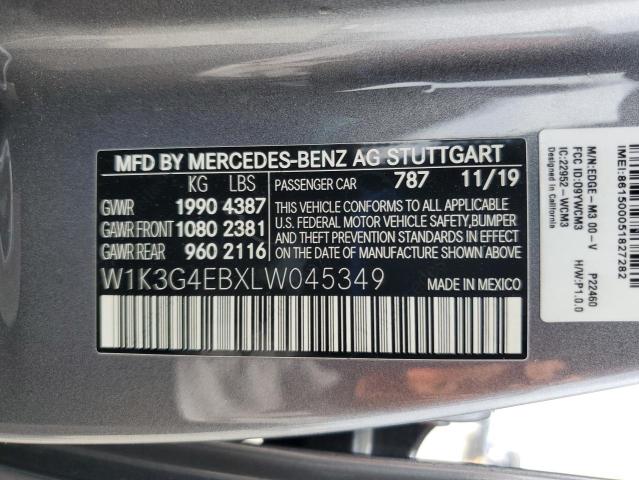 MFD BY MERCEDES-BENZ AG STUTTGART
KG LBS PASSENGER CAR 787 11/19
GVWR 1990 4387
GAWR FRONT 1080 2381
GAWR REAR 960 2116
THIS VEHICLE CONFORMS TO ALL APPLICABLE
U.S. FEDERAL MOTOR VEHICLE SAFETY,BUMPER
AND THEFT PREVENTION STANDARDS IN EFFECT
ON THE DATE OF MANUFACTURE SHOWN ABOVE.
W1K3G4EBXLW045349 MADE IN MEXICO
IMEI:861500051827282
M/N:EDGE-M3 00-V P22460
FCC ID:09YWCM3 H/W:P1.0.0
IC:22952-WCM3
Designed in California